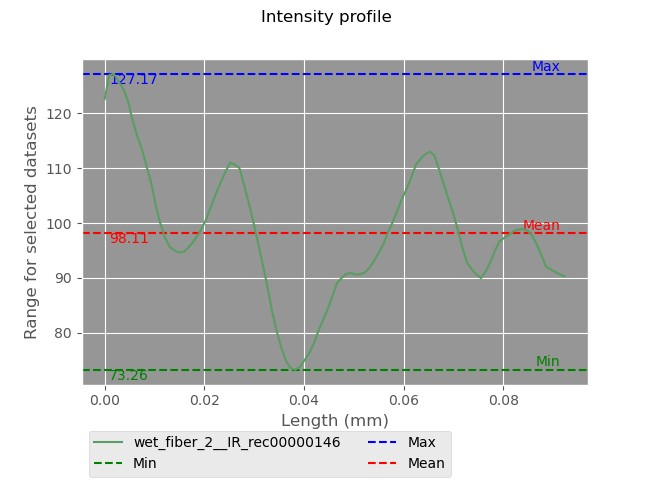 Intensity profile
Max
127.17
120
110
100
Mean
98.11
90
80
Min
73.26
Range for selected datasets
0.00 0.02 0.04 0.06 0.08
Length (mm)
wet_fiber_2__IR_rec00000146 Max
Min Mean